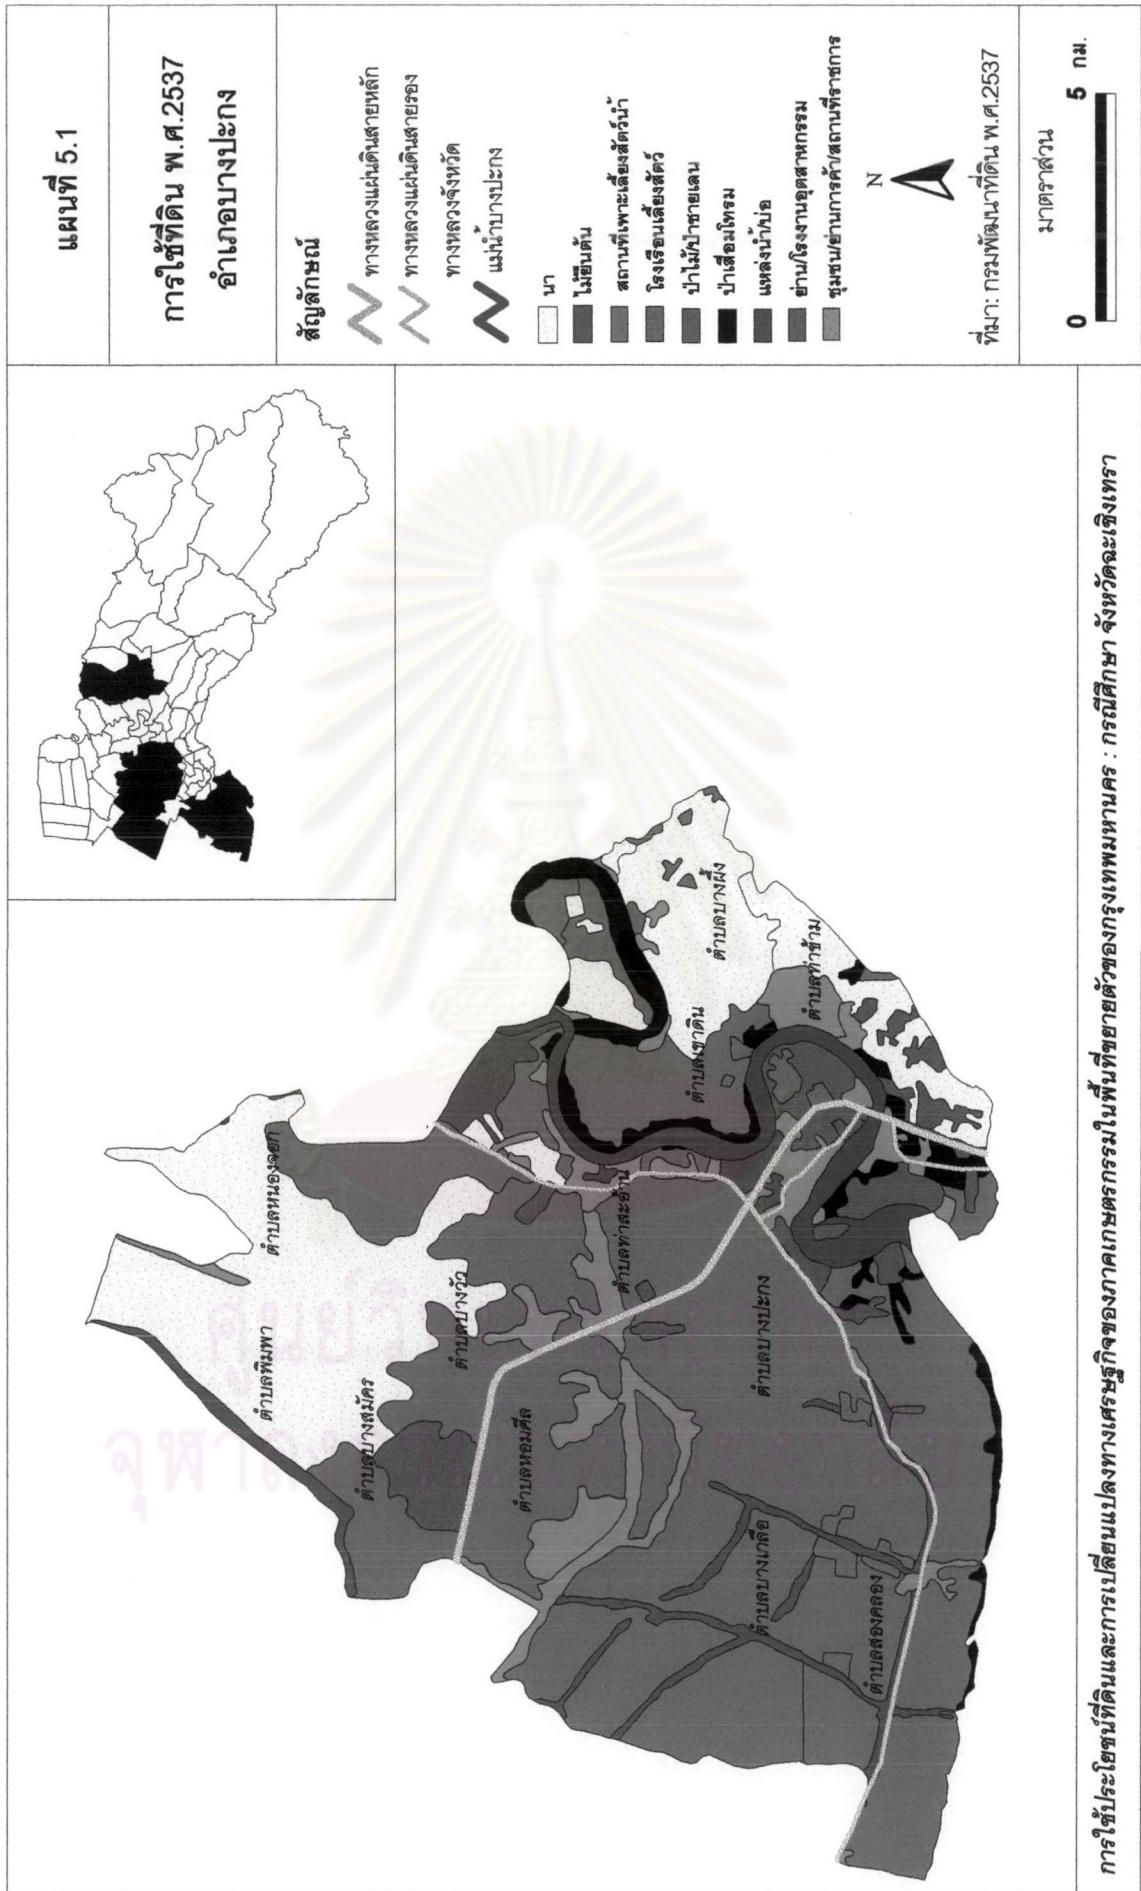 แผนที่ 5.1
การใช้ที่ดิน พ.ศ.2537
อำเภอบางปะกง
สัญลักษณ์
ทางหลวงแผ่นดินสายหลัก
ทางหลวงแผ่นดินสายรอง
ทางหลวงจังหวัด
แม่น้ำบางปะกง
นา
ไม้ยืนต้น
สถานที่เพาะเลี้ยงสัตว์น้ำ
โรงเรือนเลี้ยงสัตว์
ป่าไม้/ป่าชายเลน
ป่าเสื่อมโทรม
แหล่งน้ำ/บ่อ
ย่าน/โรงงานอุตสาหกรรม
ชุมชน/ย่านการค้า/สถานที่ราชการ
N
ที่มา: กรมพัฒนาที่ดิน พ.ศ.2537
มาตราส่วน
0 5 กม.
ตำบลพิมพา
ตำบลหนองจอก
ตำบลบางสมัคร
ตำบลบางวัว
ตำบลหอมศีล
ตำบลท่าสะอ้าน
ตำบลเขาดิน
ตำบลบางผึ้ง
ตำบลท่าข้าม
ตำบลบางปะกง
ตำบลบางเกลือ
ตำบลสองคลอง
การใช้ประโยชน์ที่ดินและการเปลี่ยนแปลงทางเศรษฐกิจของภาคเกษตรกรรมในพื้นที่ขยายตัวของกรุงเทพมหานคร : กรณีศึกษา จังหวัดฉะเชิงเทรา